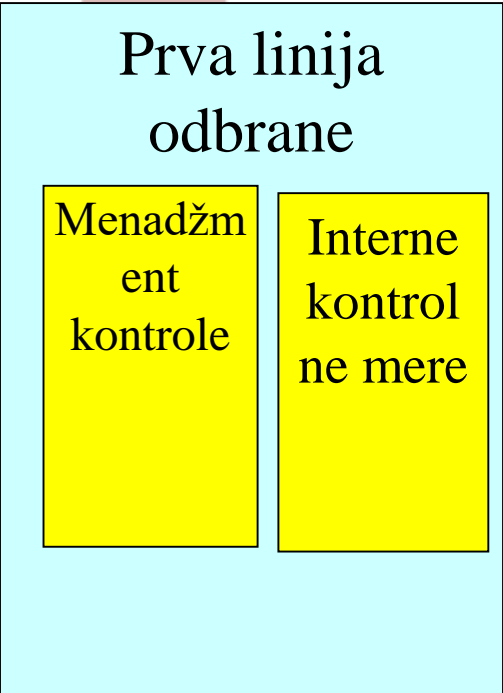 Prva linija
odbrane
Menadžm
ent
kontrole
Interne
kontrol
ne mere